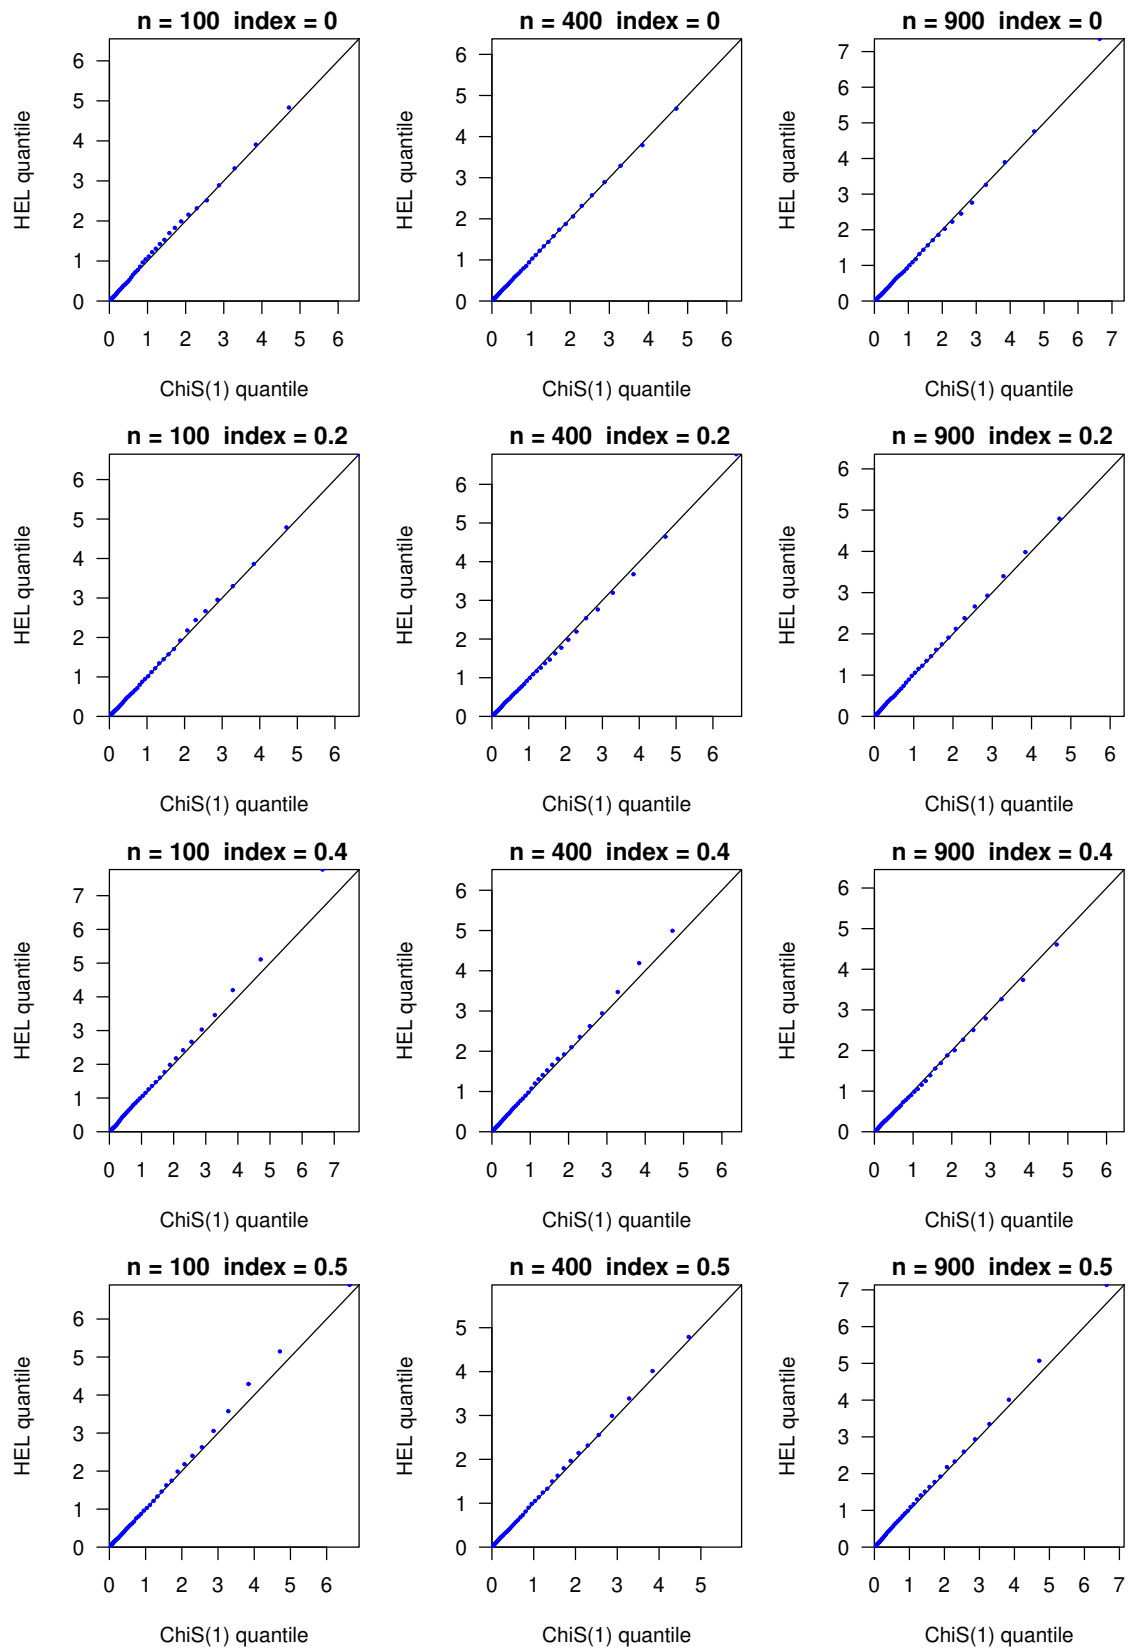 n = 100 index = 0
n = 400 index = 0
n = 900 index = 0
HEL quantile
6
5
4
3
2
1
0
HEL quantile
6
5
4
3
2
1
0
HEL quantile
7
6
5
4
3
2
1
0
0 1 2 3 4 5 6
0 1 2 3 4 5 6
0 1 2 3 4 5 6 7
ChiS(1) quantile
ChiS(1) quantile
ChiS(1) quantile
n = 100 index = 0.2
n = 400 index = 0.2
n = 900 index = 0.2
HEL quantile
6
5
4
3
2
1
0
HEL quantile
6
5
4
3
2
1
0
HEL quantile
6
5
4
3
2
1
0
0 1 2 3 4 5 6
0 1 2 3 4 5 6
0 1 2 3 4 5 6
ChiS(1) quantile
ChiS(1) quantile
ChiS(1) quantile
n = 100 index = 0.4
n = 400 index = 0.4
n = 900 index = 0.4
HEL quantile
7
6
5
4
3
2
1
0
HEL quantile
6
5
4
3
2
1
0
HEL quantile
6
5
4
3
2
1
0
0 1 2 3 4 5 6 7
0 1 2 3 4 5 6
0 1 2 3 4 5 6
ChiS(1) quantile
ChiS(1) quantile
ChiS(1) quantile
n = 100 index = 0.5
n = 400 index = 0.5
n = 900 index = 0.5
HEL quantile
6
5
4
3
2
1
0
HEL quantile
5
4
3
2
1
0
HEL quantile
7
6
5
4
3
2
1
0
0 1 2 3 4 5 6
0 1 2 3 4 5
0 1 2 3 4 5 6 7
ChiS(1) quantile
ChiS(1) quantile
ChiS(1) quantile